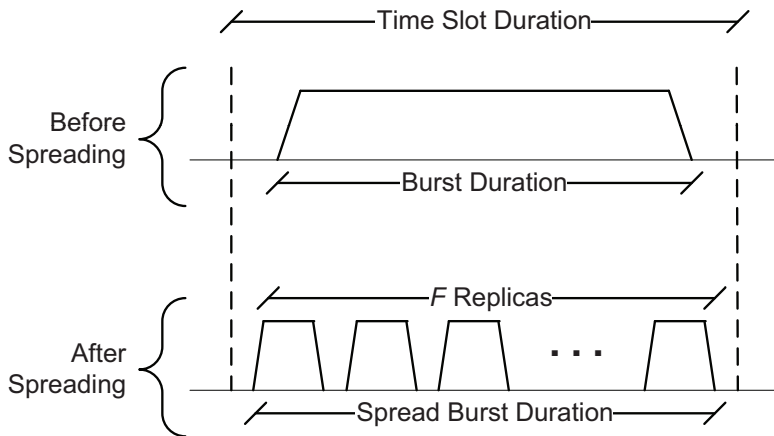 Time Slot Duration
Before
Spreading
Burst Duration
F Replicas
. . .
After
Spreading
Spread Burst Duration